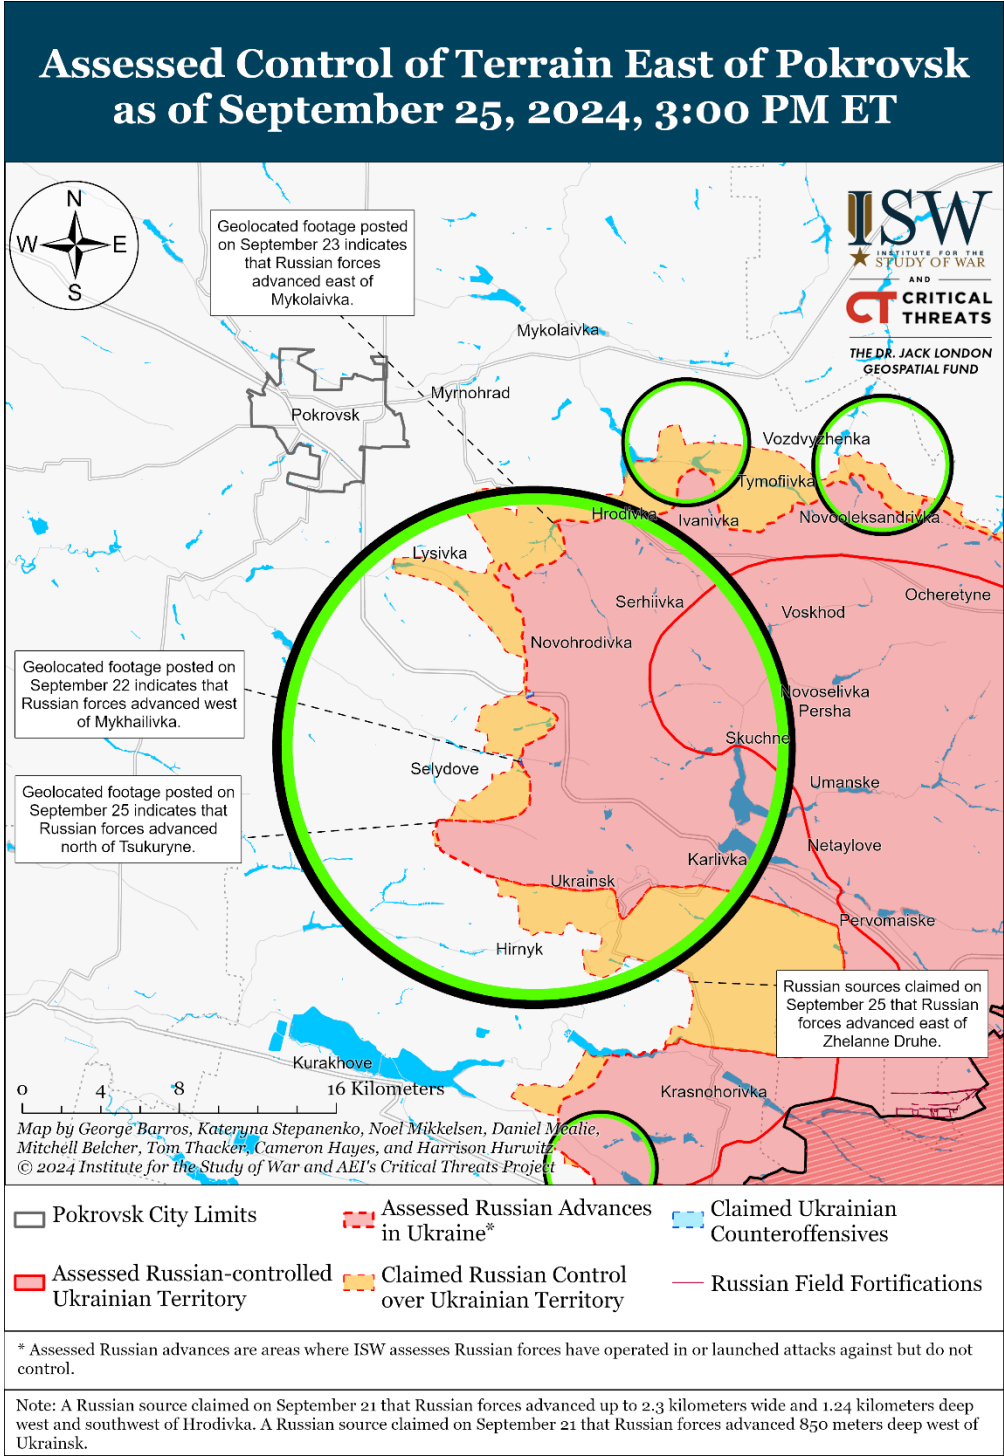 Assessed Control of Terrain East of Pokrovsk
as of September 25, 2024, 3:00 PM ET
N
W
E
S
Geolocated footage posted
on September 23 indicates
that Russian forces
advanced east of
Mykolaivka.
ISW
INSTITUTE FOR THE
STUDY OF WAR
AND
CT CRITICAL
THREATS
THE DR. JACK LONDON
GEOSPATIAL FUND
Mykolaivka
Myrnohrad
Pokrovsk
Vozdvyzhenka
Tymofiivka
Hrodivka
Ivanivka
Novooleksandrivka
Lysivka
Serhiivka
Ocheretyne
Voskhod
Novohrodivka
Geolocated footage posted on
September 22 indicates that
Russian forces advanced west
of Mykhailivka.
Novoselivka
Persha
Skuchne
Selydove
Umanske
Geolocated footage posted on
September 25 indicates that
Russian forces advanced
north of Tsukuryne.
Netaylove
Karlivka
Ukrainsk
Pervomaiske
Hirnyk
Russian sources claimed on
September 25 that Russian
forces advanced east of
Zhelanne Druhe.
Kurakhove
Krasnohorivka
0 4 8 16 Kilometers
Map by George Barros, Kateryna Stepanenko, Noel Mikkelsen, Daniel Mealie,
Mitchell Belcher, Tom Thacker, Cameron Hayes, and Harrison Hurwitz
© 2024 Institute for the Study of War and AEI's Critical Threats Project
Pokrovsk City Limits
Assessed Russian Advances
in Ukraine*
Claimed Ukrainian
Counteroffensives
Assessed Russian-controlled
Ukrainian Territory
Claimed Russian Control
over Ukrainian Territory
Russian Field Fortifications
* Assessed Russian advances are areas where ISW assesses Russian forces have operated in or launched attacks against but do not
control.
Note: A Russian source claimed on September 21 that Russian forces advanced up to 2.3 kilometers wide and 1.24 kilometers deep
west and southwest of Hrodivka. A Russian source claimed on September 21 that Russian forces advanced 850 meters deep west of
Ukrainsk.